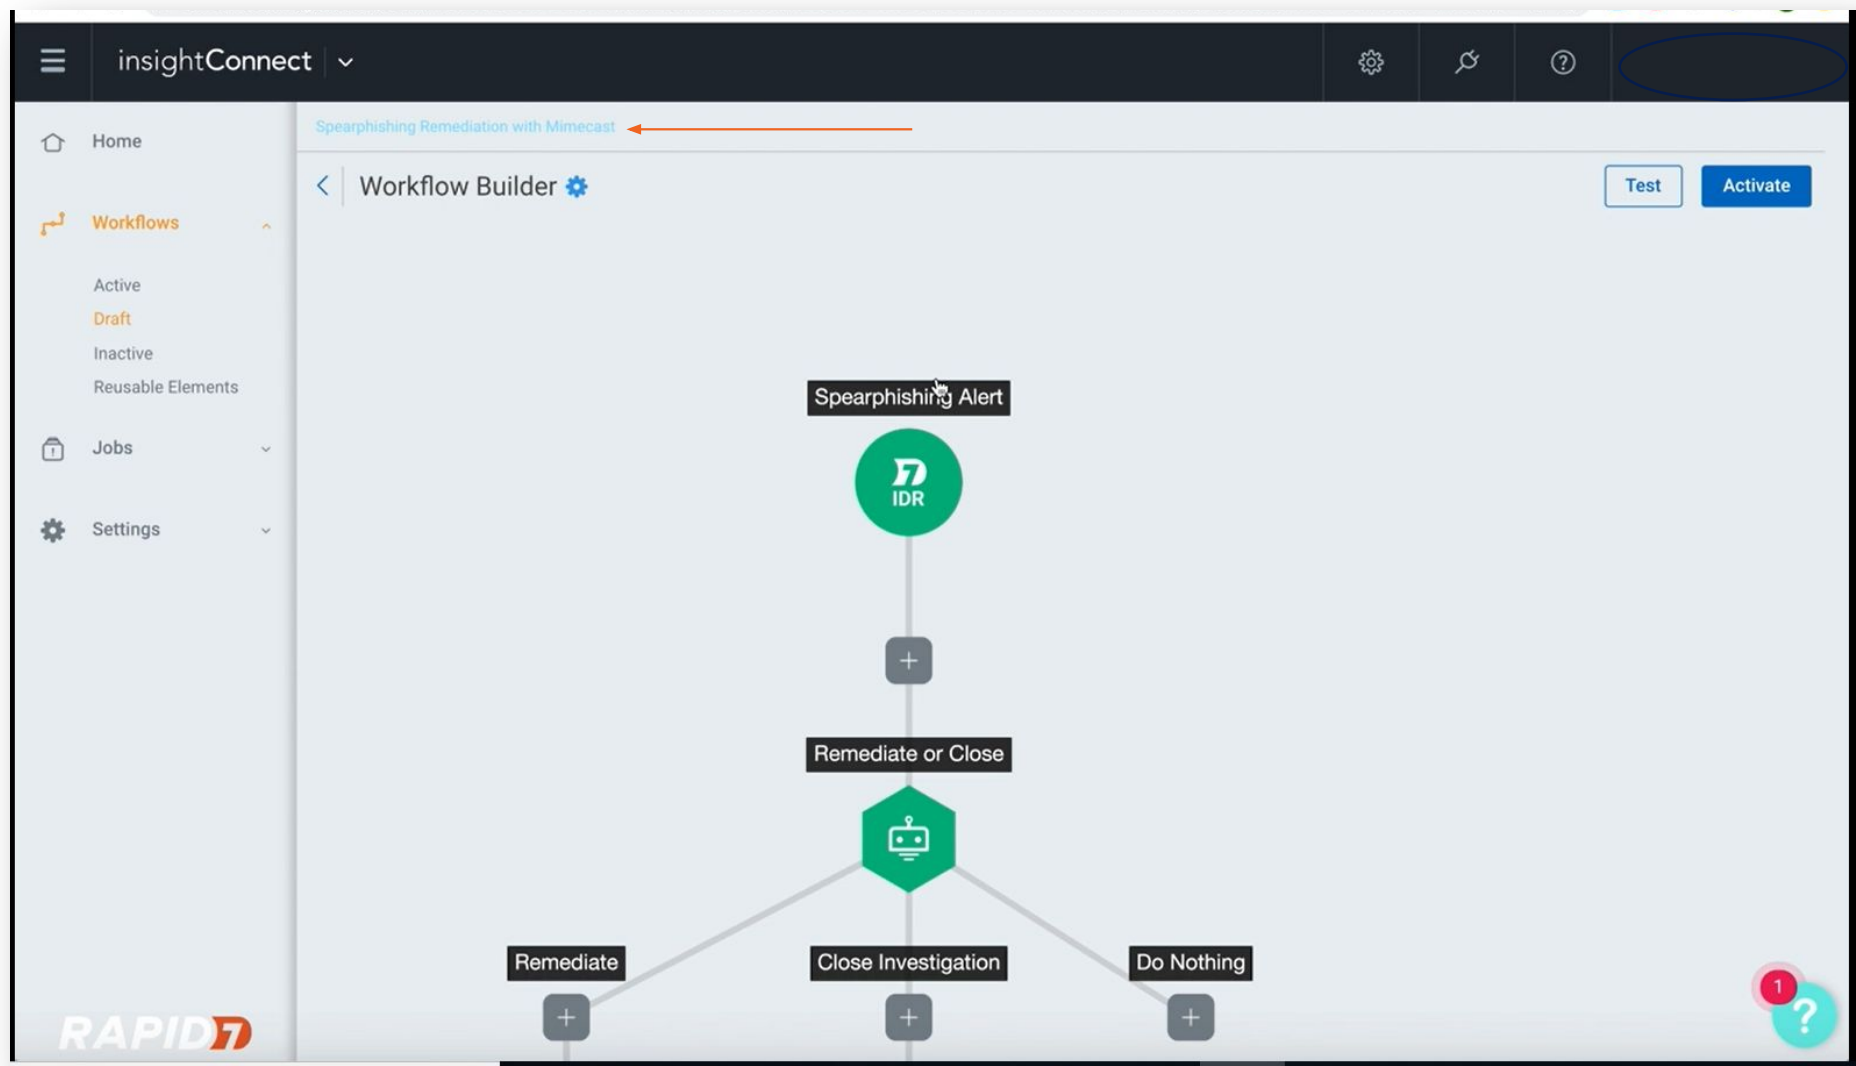 insightConnect
Home
Workflows
Active
Draft
Inactive
Reusable Elements
Jobs
Settings
RAPID7
Spearphishing Remediation with Mimecast
Workflow Builder
Test
Activate
Spearphishing Alert
IDR
Remediate or Close
Remediate
Close Investigation
Do Nothing
1
?